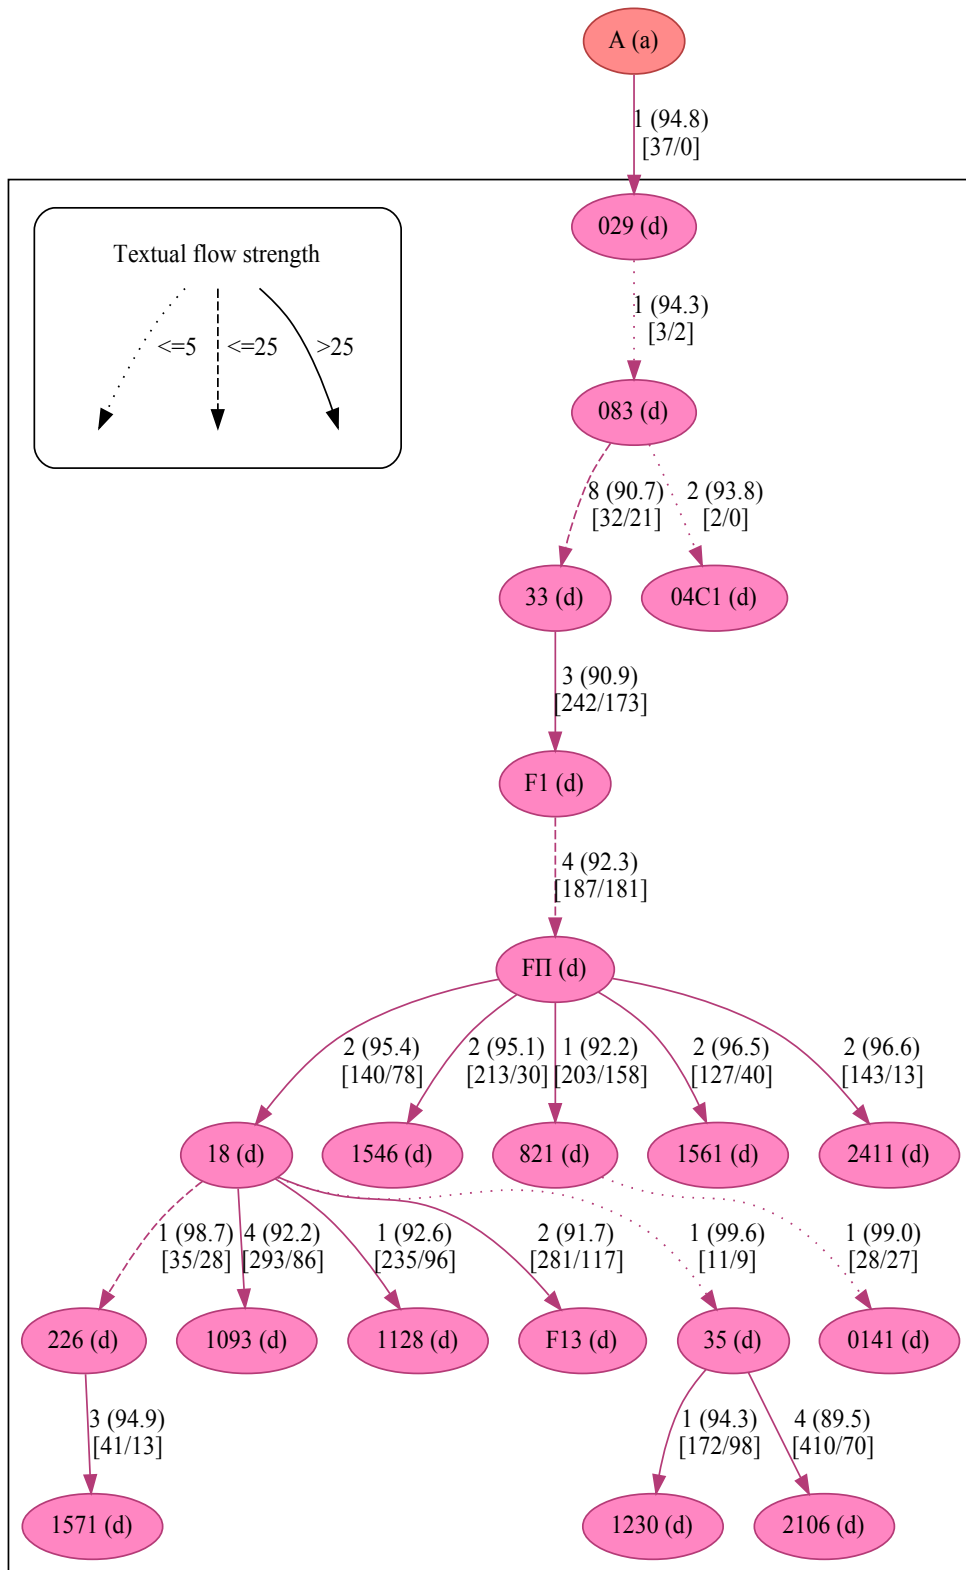 A (a)
1 (94.8)
[37/0]
029 (d)
Textual flow strength
<=5
<=25
>25
1 (94.3)
[3/2]
083 (d)
8 (90.7)
[32/21]
2 (93.8)
[2/0]
33 (d)
04C1 (d)
3 (90.9)
[242/173]
F1 (d)
4 (92.3)
[187/181]
FΠ (d)
2 (95.4)
[140/78]
2 (95.1)
[213/30]
1 (92.2)
[203/158]
2 (96.5)
[127/40]
2 (96.6)
[143/13]
18 (d)
1546 (d)
821 (d)
1561 (d)
2411 (d)
1 (98.7)
[35/28]
4 (92.2)
[293/86]
1 (92.6)
[235/96]
2 (91.7)
[281/117]
1 (99.6)
[11/9]
1 (99.0)
[28/27]
226 (d)
1093 (d)
1128 (d)
F13 (d)
35 (d)
0141 (d)
3 (94.9)
[41/13]
1 (94.3)
[172/98]
4 (89.5)
[410/70]
1571 (d)
1230 (d)
2106 (d)